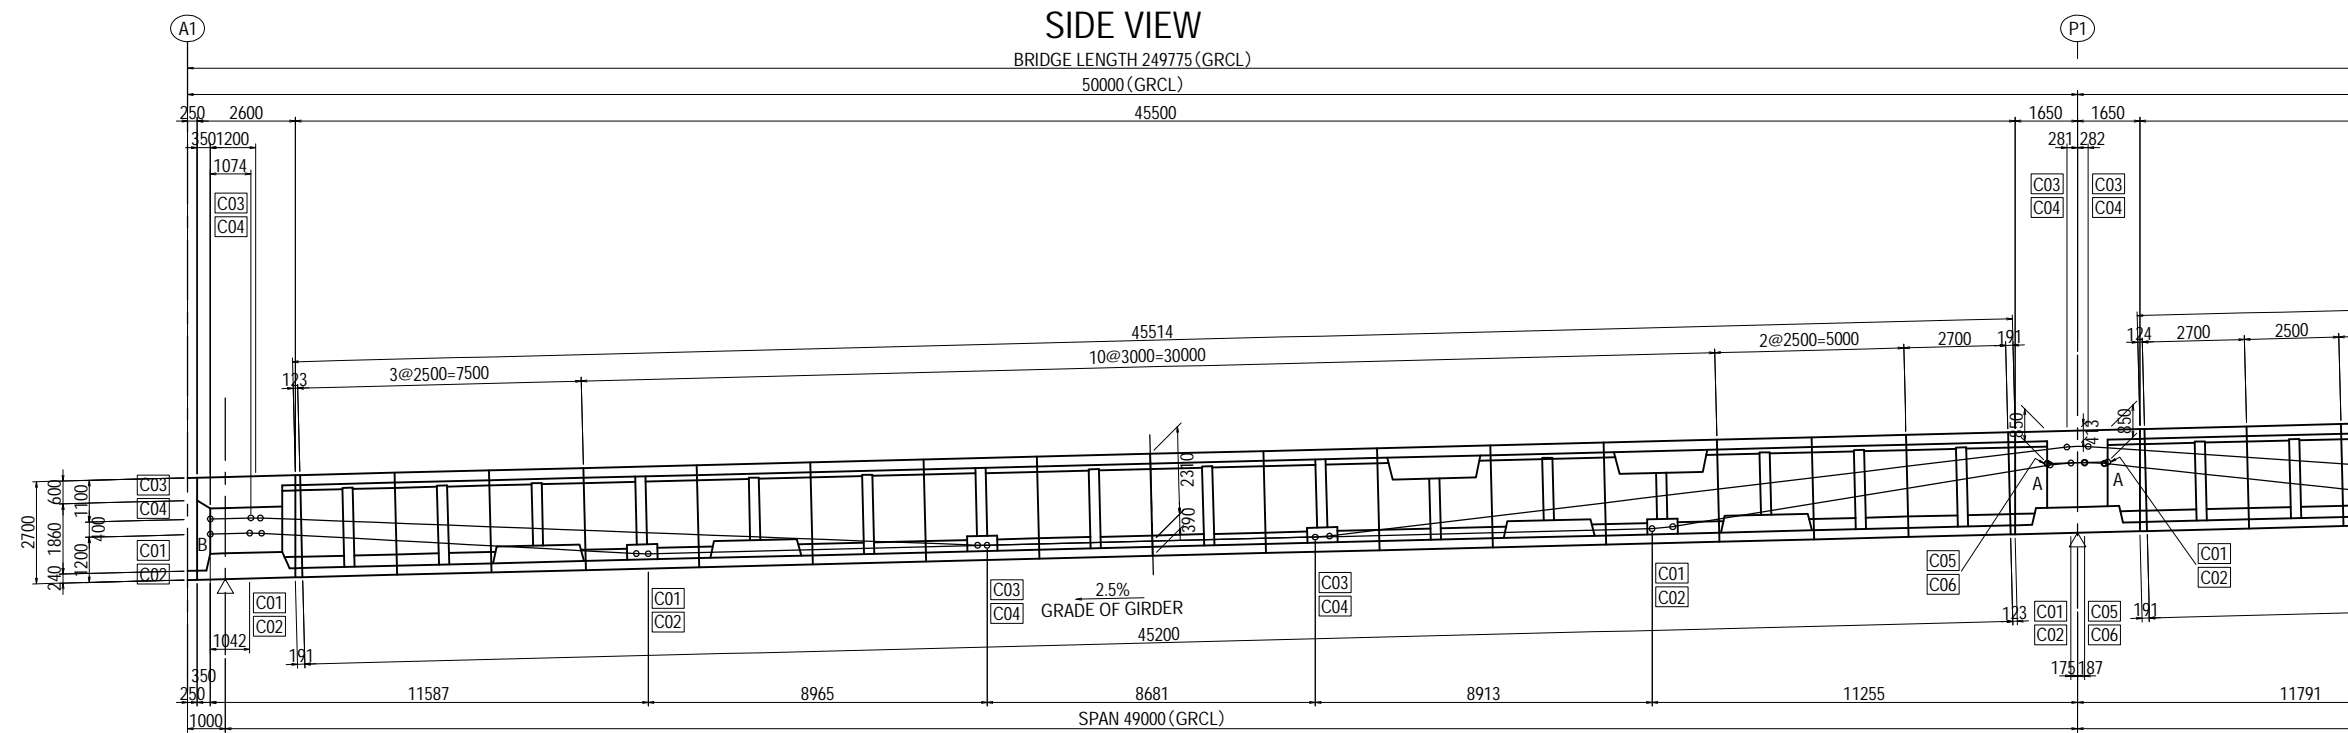 SIDE VIEW
A1
P1
BRIDGE LENGTH 249775(GRCL)
50000(GRCL)
250 2600 45500 1650 1650
350 1200 281 282
1074
C03 C03 C03
C04 C04 C04
45514
10@3000=30000 2@2500=5000 2700 191 124 2700 2500
123 3@2500=7500
850 413 850
2310
390
2700
600 1860 240
1100 400 1200
C03
C04
C01
C02
B
A A
C01
C02
1042
191
C01
C02
C03
C04
2.5%
GRADE OF GIRDER
C03
C04
C01
C02
C05
C06
C01
C02
123 C01 C05 191
C02 C06
45200
175 187
350
250 11587 8965 8681 8913 11255 11791
1000 SPAN 49000(GRCL)